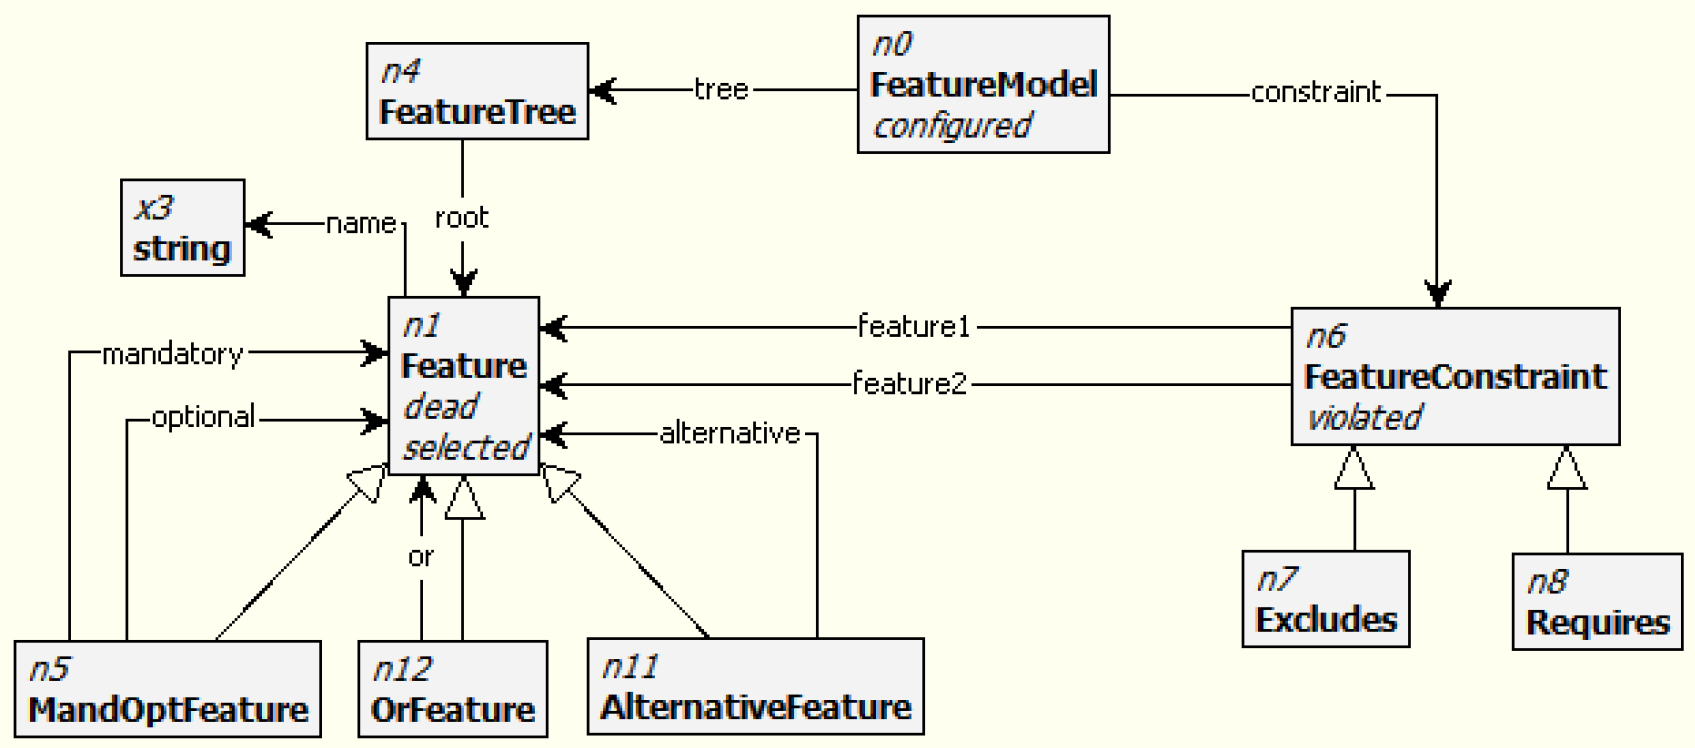 n0
FeatureModel
configured
n4
FeatureTree
tree
constraint
x3
string
name
root
n1
Feature
dead
selected
feature1
feature2
n6
FeatureConstraint
violated
mandatory
optional
alternative
or
n7
Excludes
n8
Requires
n5
MandOptFeature
n12
OrFeature
n11
AlternativeFeature